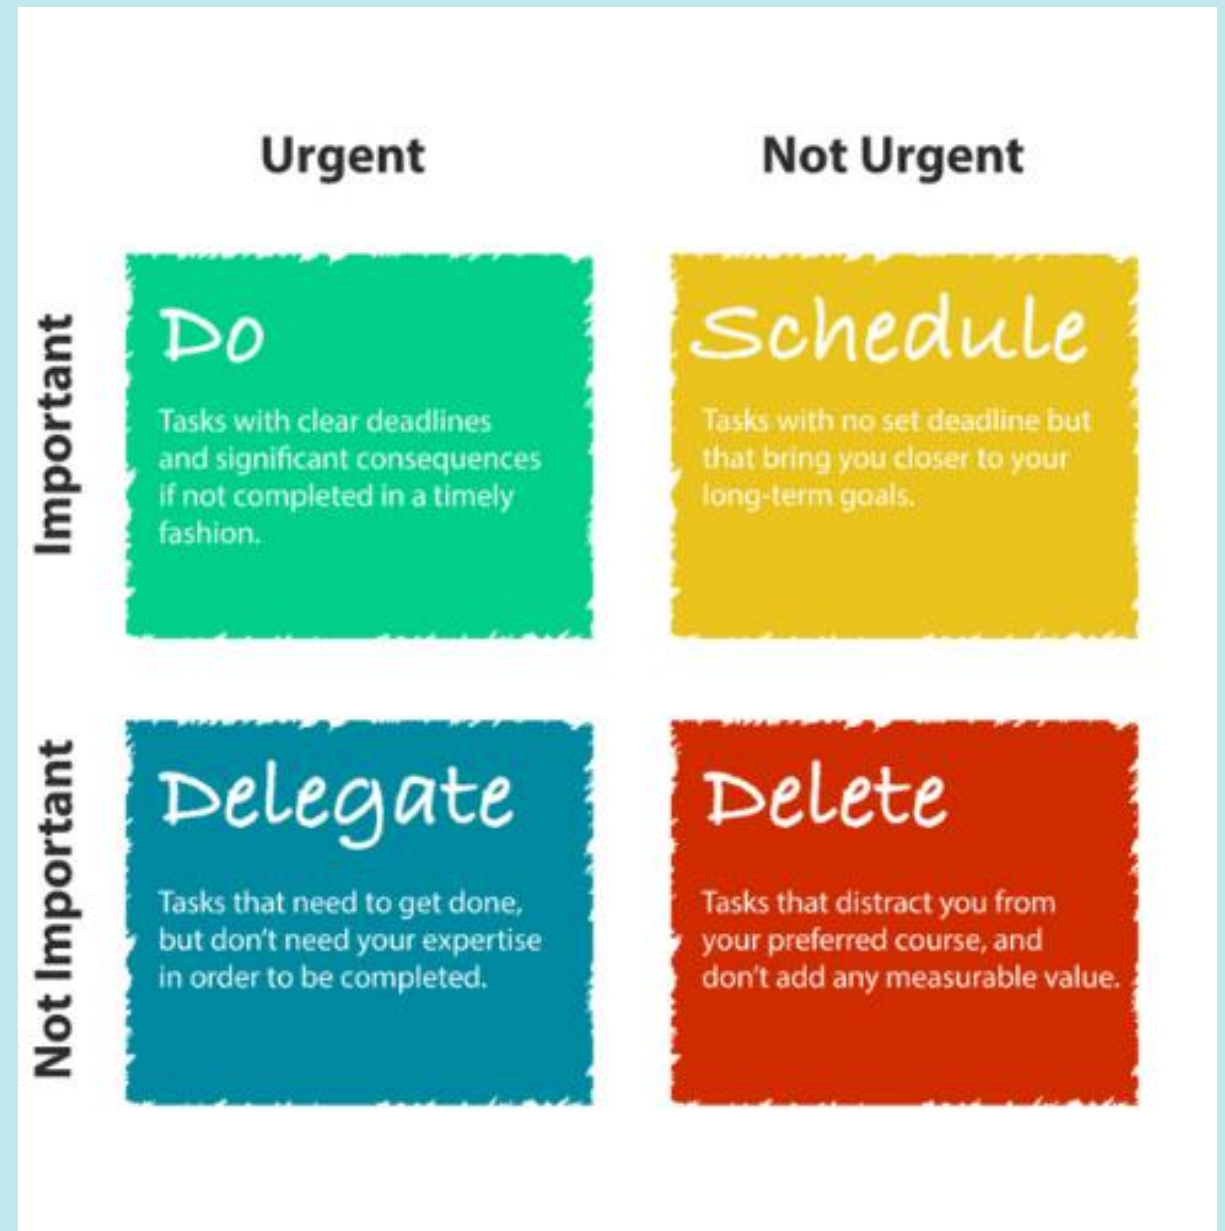 Urgent
Not Urgent
Important
Do
Tasks with clear deadlines
and significant consequences
if not completed in a timely
fashion.
Schedule
Tasks with no set deadline but
that bring you closer to your
long-term goals.
Not Important
Delegate
Tasks that need to get done,
but don't need your expertise
in order to be completed.
Delete
Tasks that distract you from
your preferred course, and
don't add any measurable value.